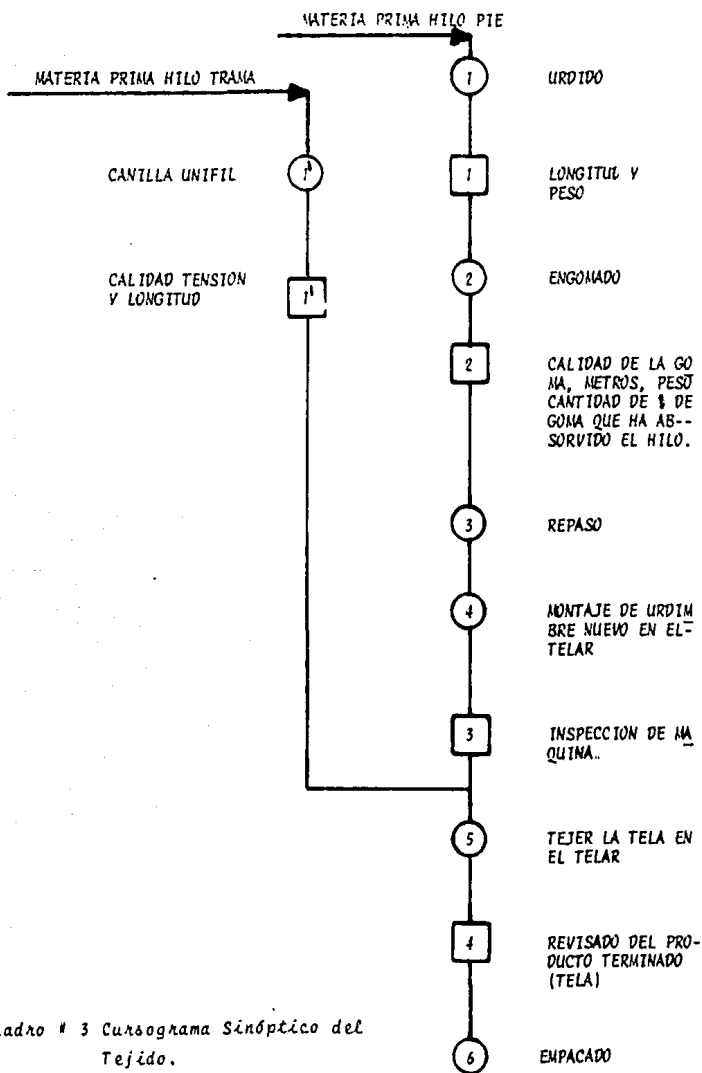 MATERIA PRIMA HILO PIE
1 URDIDO
MATERIA PRIMA HILO TRAMA
CANILLA UNIFIL 1'
1 LONGITUL Y
PESO
CALIDAD TENSION
Y LONGITUD
1'
2 ENGOMADO
2 CALIDAD DE LA GO
MA, METROS, PESO
CANTIDAD DE % DE
GOMA QUE HA AB--
SORVIDO EL HILO.
3 REPASO
4 MONTAJE DE URDIM
BRE NUEVO EN EL-
TELAR
3 INSPECCION DE MA
QUINA..
5 TEJER LA TELA EN
EL TELAR
4 REVISADO DEL PRO-
DUCTO TERMINADO
(TELA)
adro # 3 Cursograma Sinóptico del
Tejido.
6 EMPACADO